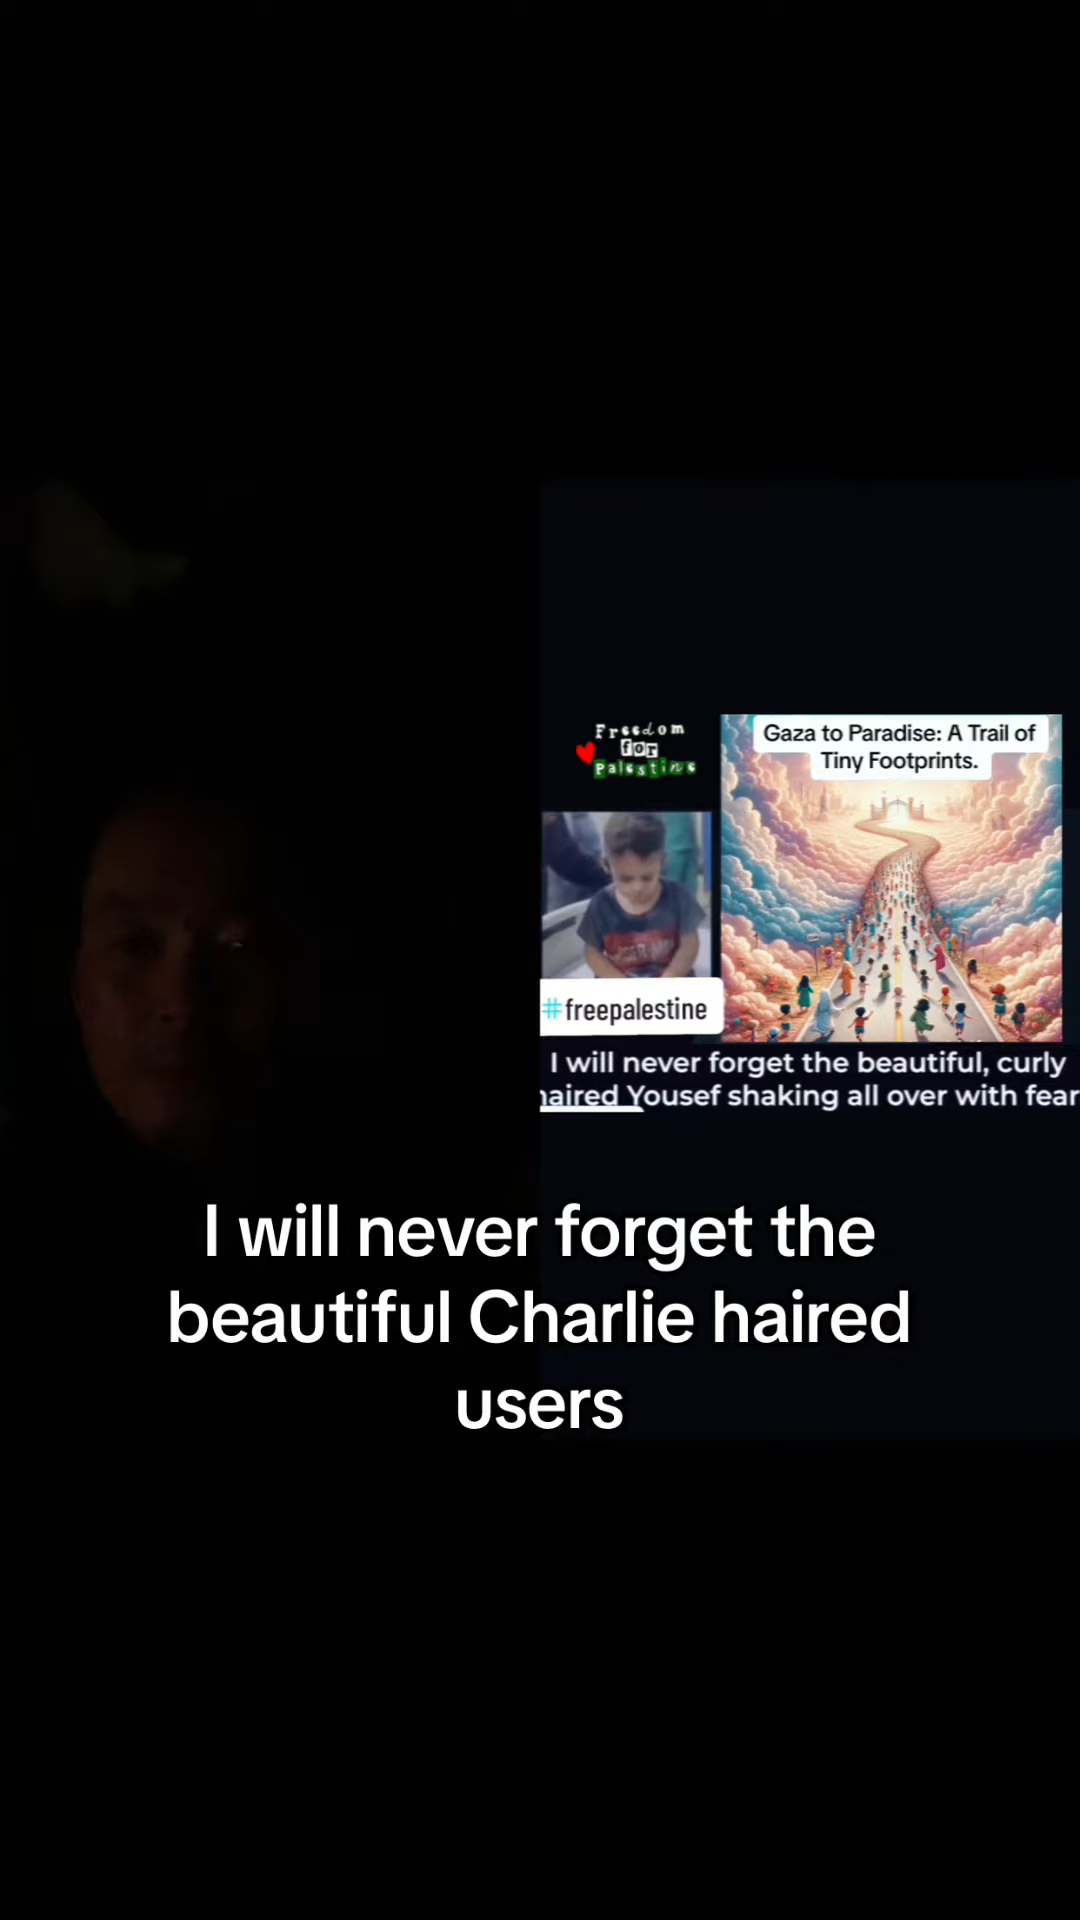 Freedom
for
Palestine
Gaza to Paradise: A Trail of
Tiny Footprints.
#freepalestine
I will never forget the beautiful, curly
haired Yousef shaking all over with fear
I will never forget the
beautiful Charlie haired
users